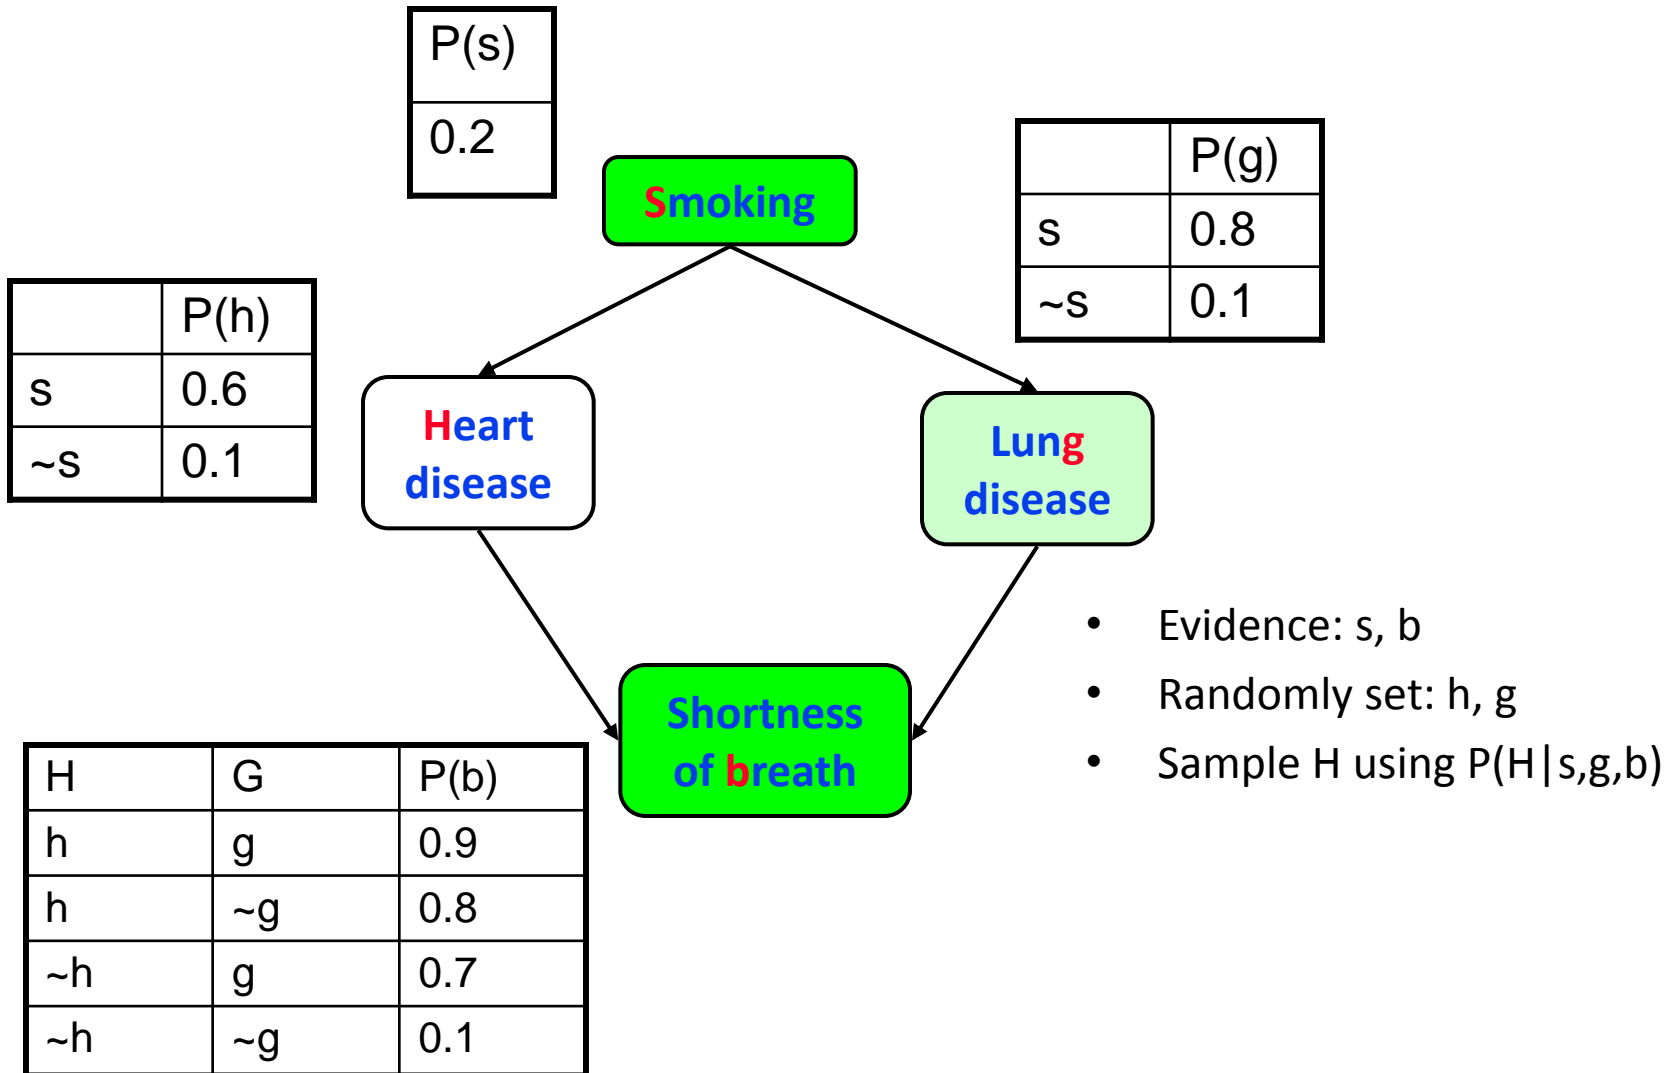 P(s)
0.2
Smoking
P(g)
s 0.8
~s 0.1
P(h)
s 0.6
~s 0.1
Heart
disease
Lung
disease
Shortness
of breath
• Evidence: s, b
• Randomly set: h, g
• Sample H using P(H|s,g,b)
H G P(b)
h g 0.9
h ~g 0.8
~h g 0.7
~h ~g 0.1